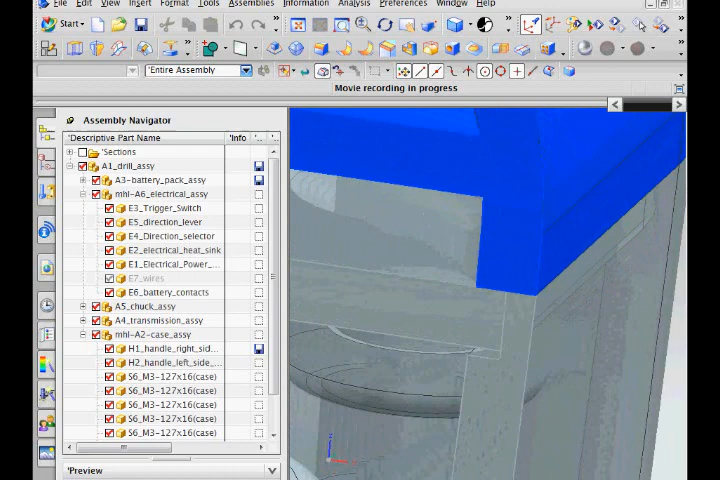 File Edit View Insert Format Tools Assemblies Information Analysis Preferences Window Help
Start
'Entire Assembly
Movie recording in progress
Assembly Navigator
'Descriptive Part Name 'Info '.. '..
'Sections
A1_drill_assy
A3-battery_pack_assy
mhl-A6_electrical_assy
E3_Trigger_Switch
E5_direction_lever
E4_Direction_selector
E2_electrical_heat_sink
E1_Electrical_Power_...
E7_wires
E6_battery_contacts
A5_chuck_assy
A4_transmission_assy
mhl-A2-case_assy
H1_handle_right_sid...
H2_handle_left_side_...
S6_M3-127x16(case)
S6_M3-127x16(case)
S6_M3-127x16(case)
S6_M3-127x16(case)
S6_M3-127x16(case)
'Preview